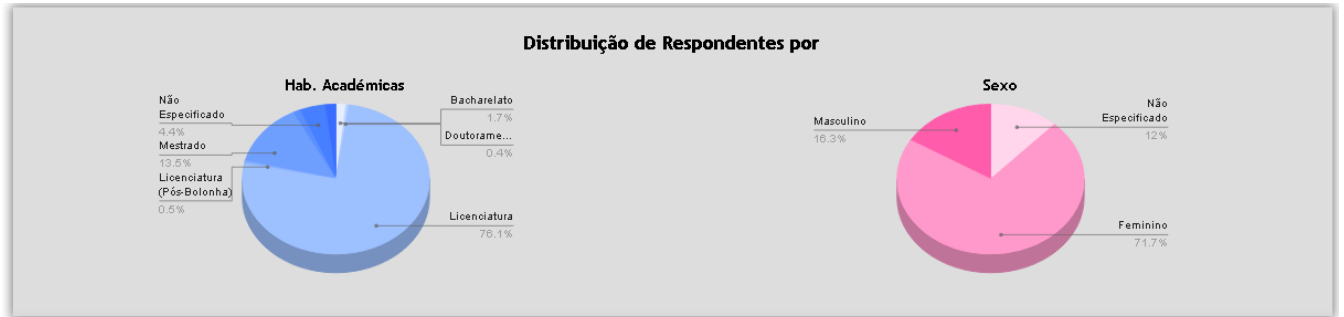 Distribuição de Respondentes por
Hab. Académicas
Não
Especificado
4.4%
Mestrado
13.5%
Licenciatura
(Pós-Bolonha)
0.5%
Bacharelato
1.7%
Doutorame...
0.4%
Licenciatura
76.1%
Sexo
Masculino
16.3%
Não
Especificado
12%
Feminino
71.7%